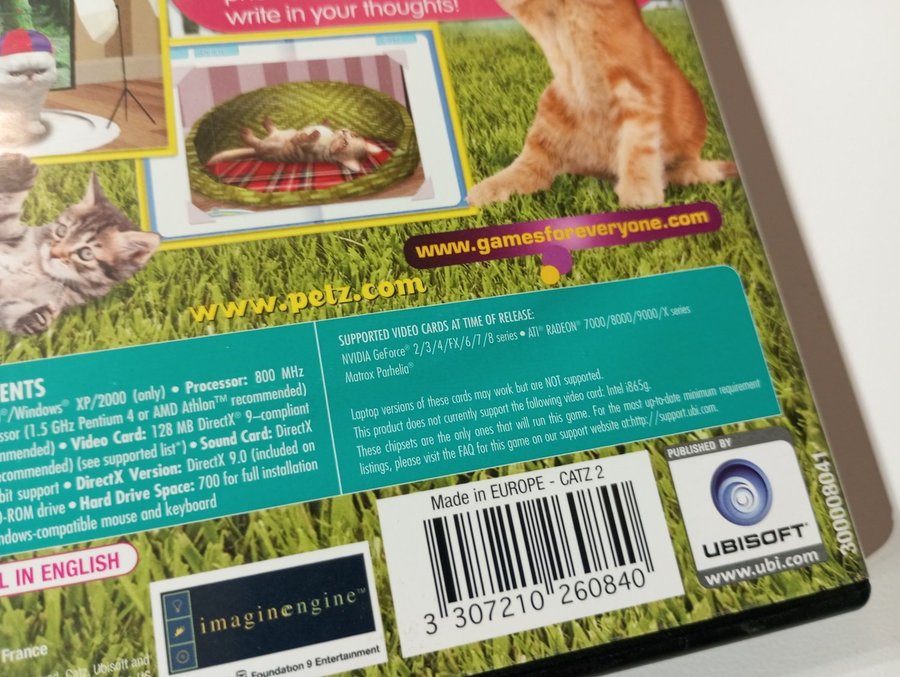 write in your thoughts!
www.gamesforeveryone.com
www.petz.com
ENTS
®/Windows® XP/2000 (only) • Processor: 800 MHz
ssor (1.5 GHz Pentium 4 or AMD Athlon™ recommended)
mmended) • Video Card: 128 MB DirectX® 9–compliant
ecommended) (see supported list*) • Sound Card: DirectX
bit support • DirectX Version: DirectX 9.0 (included on
D-ROM drive • Hard Drive Space: 700 for full installation
ndows-compatible mouse and keyboard
SUPPORTED VIDEO CARDS AT TIME OF RELEASE:
NVIDIA GeForce® 2/3/4/FX/6/7/8 series • ATI® RADEON® 7000/8000/9000/X series
Matrox Parhelia®
Laptop versions of these cards may work but are NOT supported.
This product does not currently support the following video card: Intel i865g.
These chipsets are the only ones that will run this game. For the most up-to-date minimum requirement
listings, please visit the FAQ for this game on our support website at:http://support.ubi.com.
L IN ENGLISH
imaginengine™
Foundation 9 Entertainment
France
Catz, Ubisoft and
Made in EUROPE - CATZ 2
3 307210 260840
PUBLISHED BY
UBISOFT®
www.ubi.com
300008041